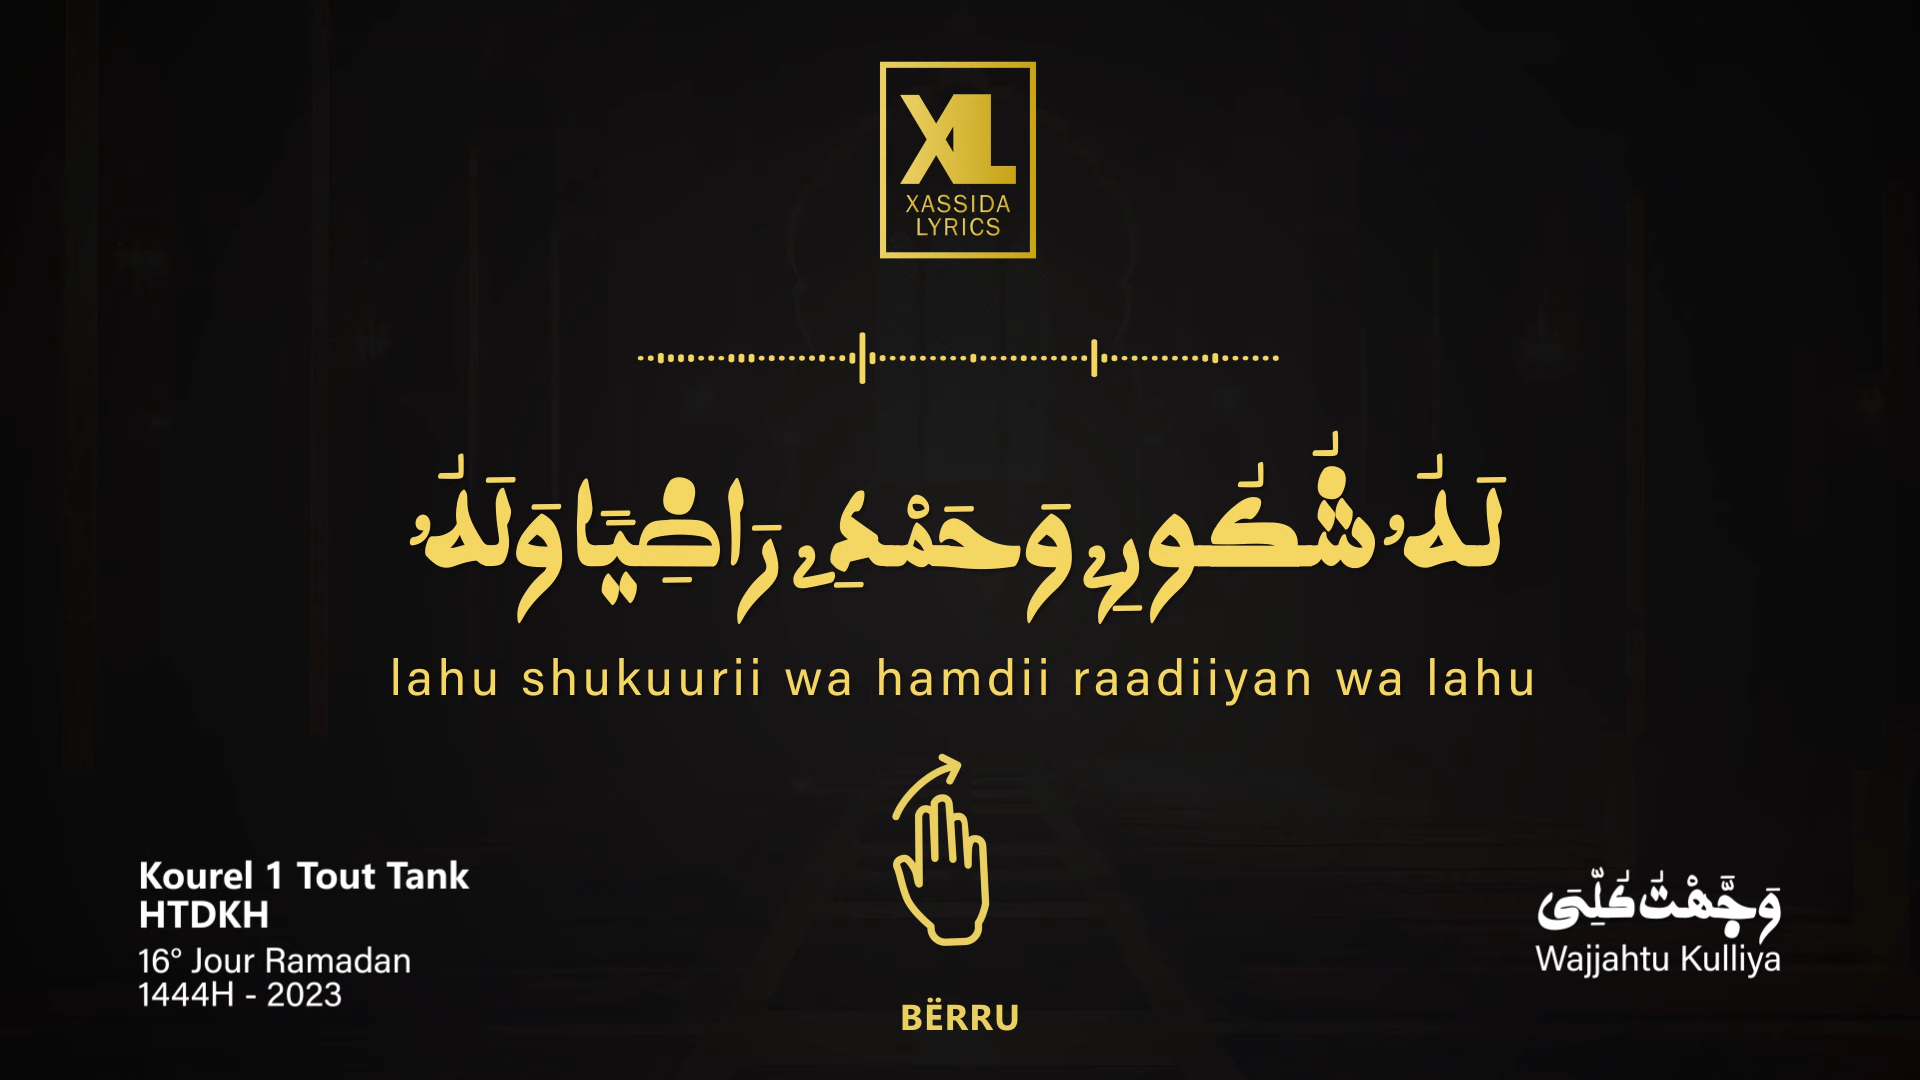 XL
XASSIDA
LYRICS
لَهُۥ شُكُورِے وَحَمْدِے رَاضِيًا وَلَهُۥ
lahu shukuurii wa hamdii raadiiyan wa lahu
Kourel 1 Tout Tank
HTDKH
16° Jour Ramadan
1444H - 2023
BËRRU
وَجَّهْتُ كُلِّيَ
Wajjahtu Kulliya